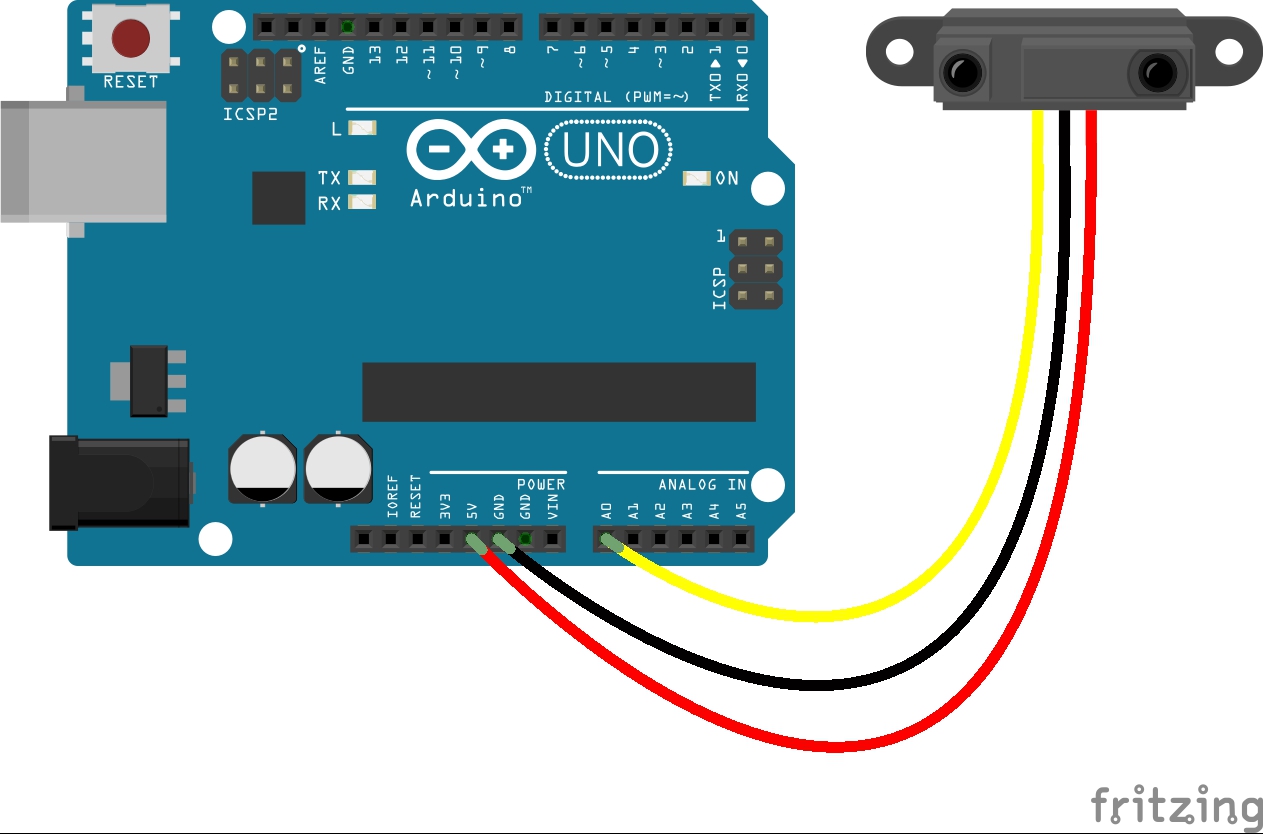 RESET
ICSP2
AREF
GND
13
12
~11
~10
~9
8
7
~6
~5
4
~3
2
TX0▶1
RX0◀0
DIGITAL (PWM=~)
L
TX
RX
Arduino™
UNO
ON
1
ICSP
IOREF
RESET
3V3
5V
GND
GND
VIN
POWER
A0
A1
A2
A3
A4
A5
ANALOG IN
fritzing